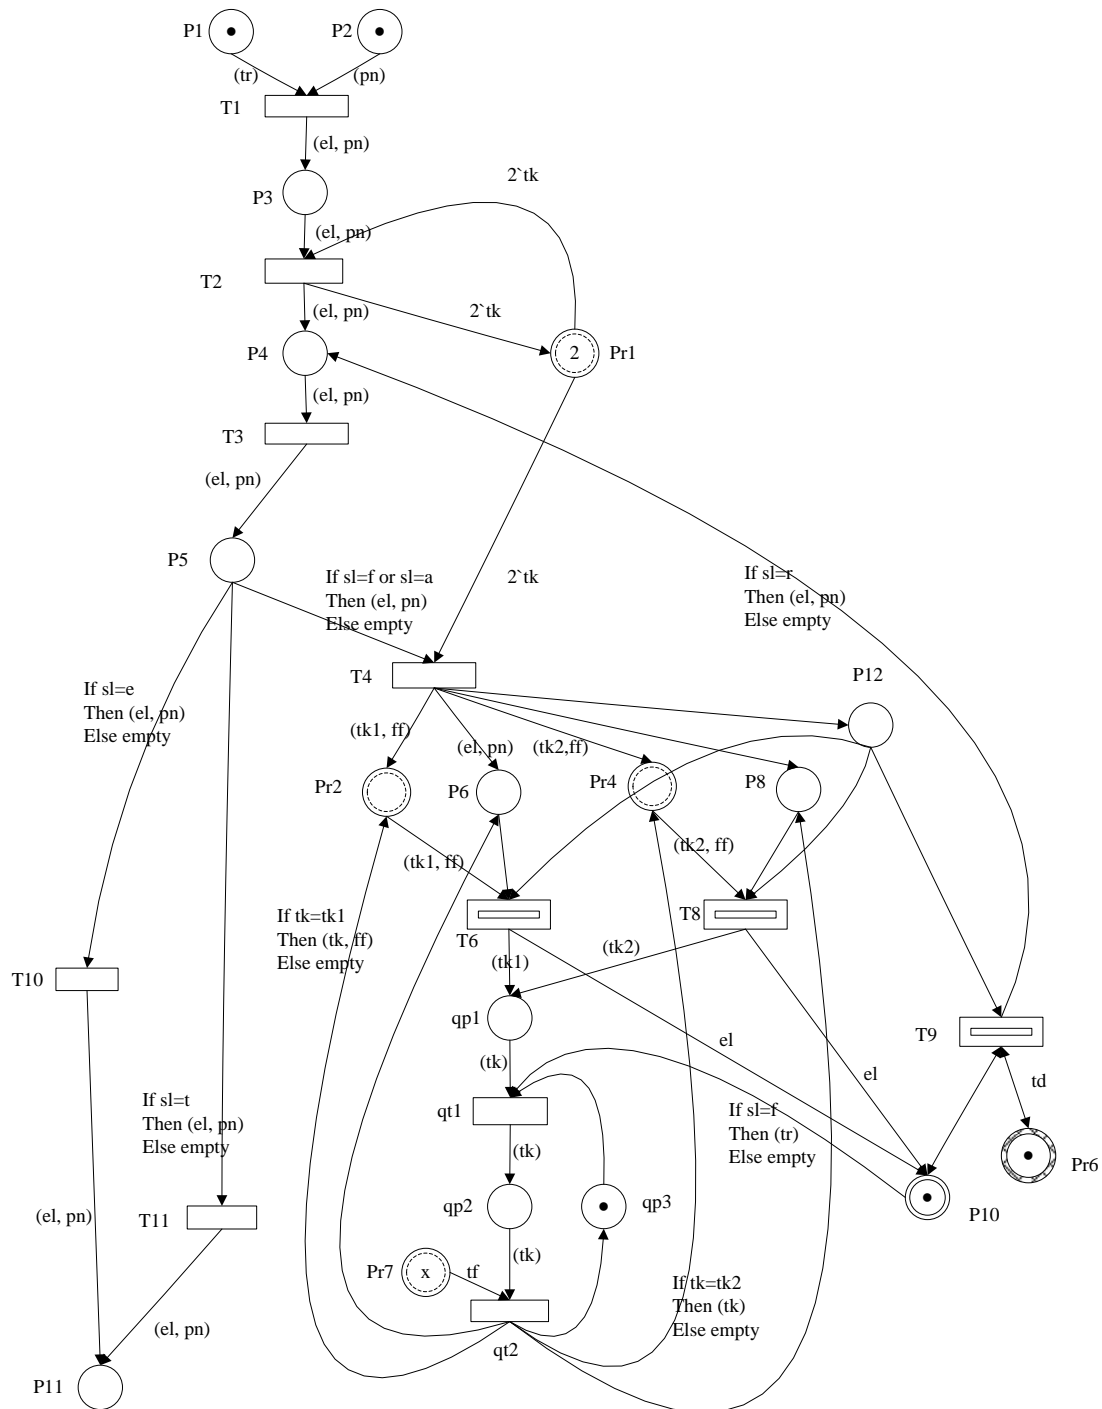 P1
P2
(tr)
(pn)
T1
(el, pn)
2`tk
P3
(el, pn)
T2
(el, pn)
2`tk
P4
2
Pr1
(el, pn)
T3
(el, pn)
P5
If sl=f or sl=a
Then (el, pn)
Else empty
2`tk
If sl=r
Then (el, pn)
Else empty
T4
P12
If sl=e
Then (el, pn)
Else empty
(tk1, ff)
(el, pn)
(tk2,ff)
Pr2
P6
Pr4
P8
(tk1, ff)
(tk2, ff)
If tk=tk1
Then (tk, ff)
Else empty
T6
T8
(tk2)
(tk1)
T10
qp1
T9
el
(tk)
el
td
If sl=t
Then (el, pn)
Else empty
qt1
If sl=f
Then (tr)
Else empty
(tk)
Pr6
(el, pn)
T11
qp2
qp3
P10
(tk)
Pr7
x
tf
If tk=tk2
Then (tk)
Else empty
(el, pn)
qt2
P11